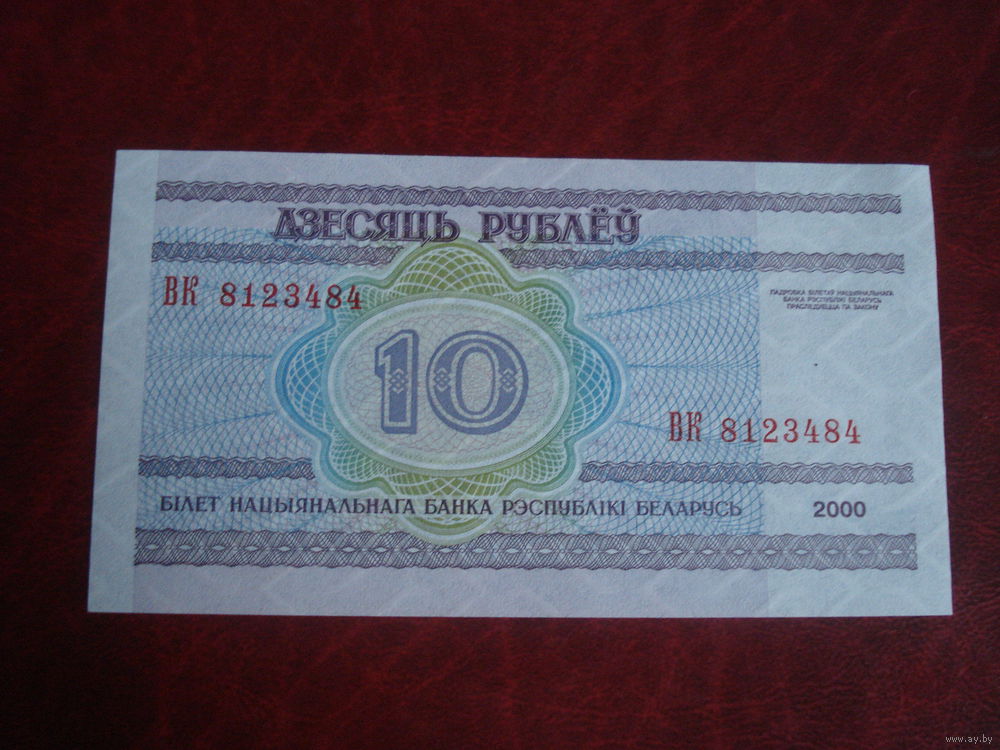 ДЗЕСЯЦЬ РУБЛЁЎ
ВК 8123484
ПАДРОБКА БІЛЕТАЎ НАЦЫЯНАЛЬНАГА
БАНКА РЭСПУБЛІКІ БЕЛАРУСЬ
ПРАСЛЕДУЕЦЦА ПА ЗАКОНУ
10
ВК 8123484
БІЛЕТ НАЦЫЯНАЛЬНАГА БАНКА РЭСПУБЛІКІ БЕЛАРУСЬ
2000
www.ay.by